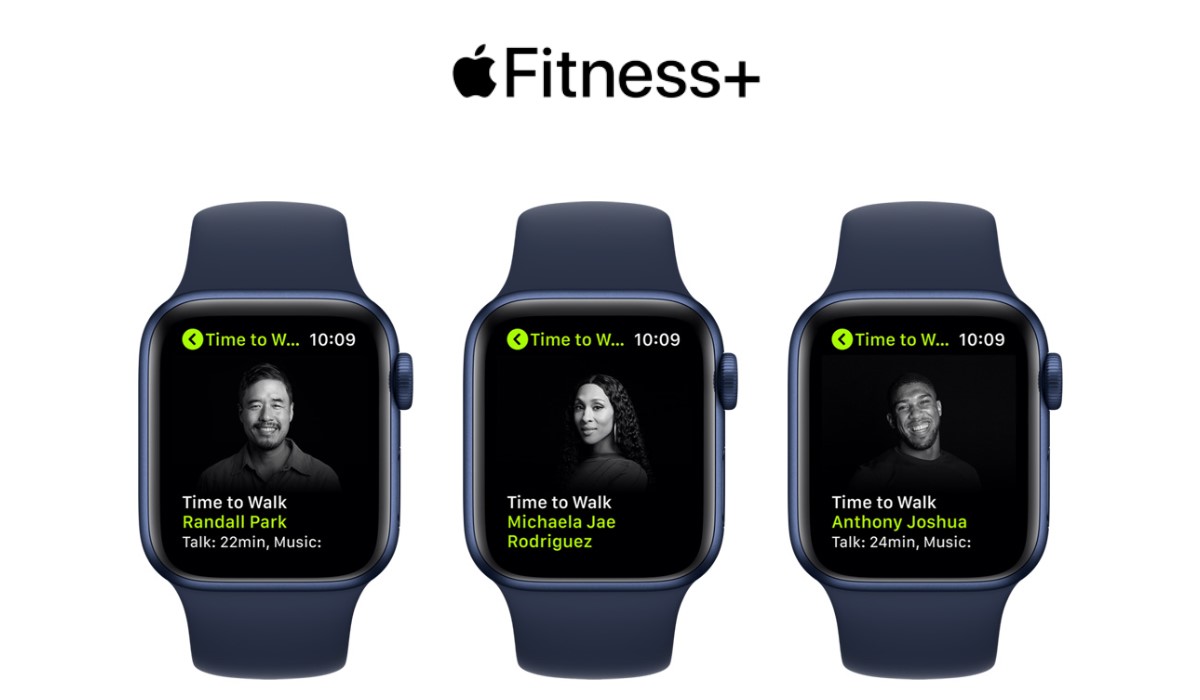 Fitness+
Time to W... 10:09
Time to Walk
Randall Park
Talk: 22min, Music:
Time to W... 10:09
Time to Walk
Michaela Jae
Rodriguez
Time to W... 10:09
Time to Walk
Anthony Joshua
Talk: 24min, Music: